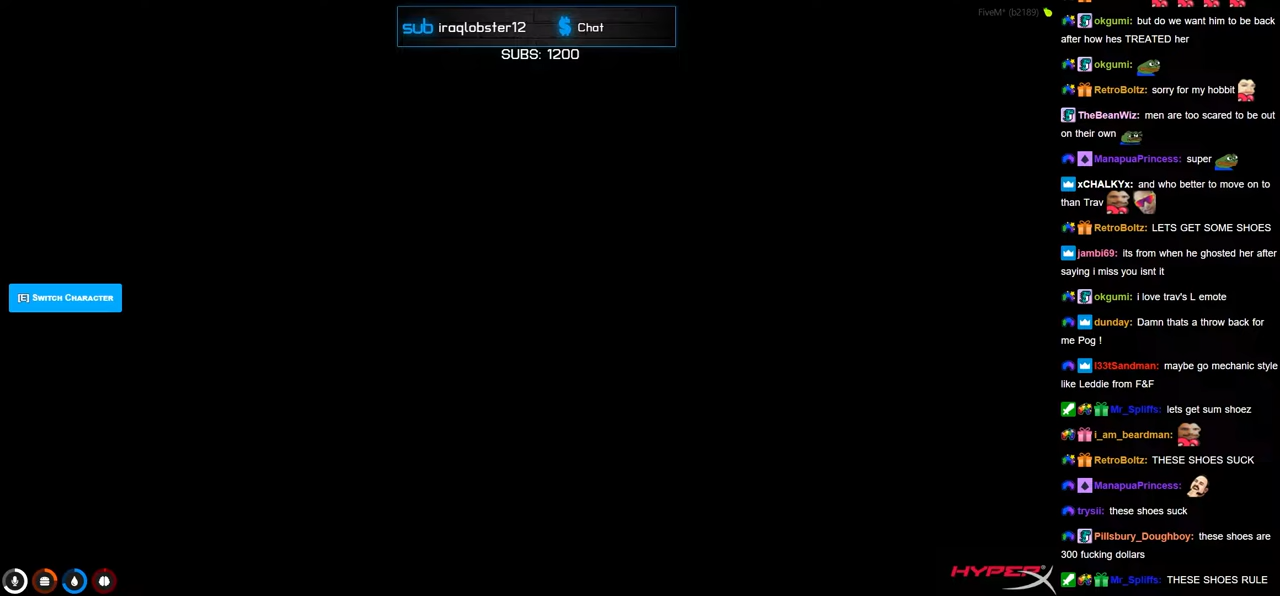 sub iraqlobster12 Chat
SUBS: 1200
FiveM* (b2189)
[E] Switch Character
HYPERX
okgumi: but do we want him to be back
after how hes TREATED her
okgumi:
RetroBoltz: sorry for my hobbit
TheBeanWiz: men are too scared to be out
on their own
ManapuaPrincess: super
xCHALKYx: and who better to move on to
than Trav
RetroBoltz: LETS GET SOME SHOES
jambi69: its from when he ghosted her after
saying i miss you isnt it
okgumi: i love trav's L emote
dunday: Damn thats a throw back for
me Pog !
l33tSandman: maybe go mechanic style
like Leddie from F&F
Mr_Spliffs: lets get sum shoez
i_am_beardman:
RetroBoltz: THESE SHOES SUCK
ManapuaPrincess:
trysii: these shoes suck
Pillsbury_Doughboy: these shoes are
300 fucking dollars
Mr_Spliffs: THESE SHOES RULE